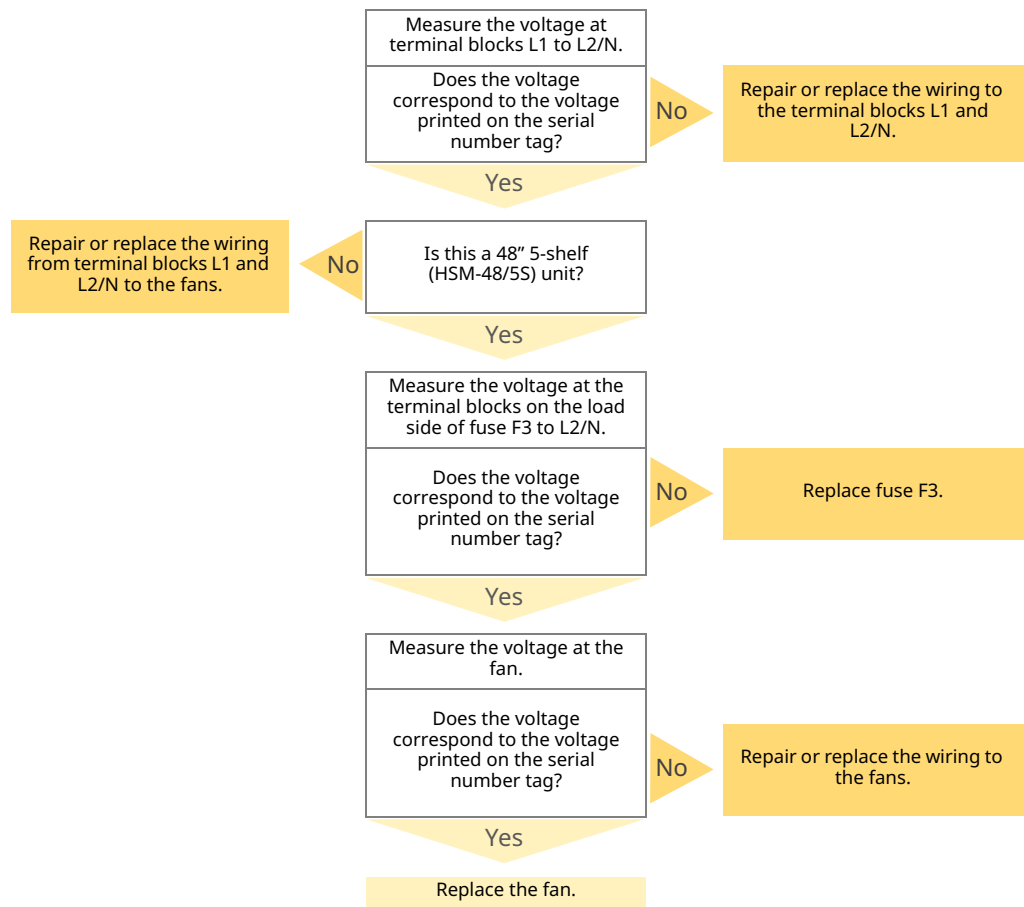 Measure the voltage at
terminal blocks L1 to L2/N.
Does the voltage
correspond to the voltage
printed on the serial
number tag?
No
Repair or replace the wiring to
the terminal blocks L1 and
L2/N.
Yes
Repair or replace the wiring
from terminal blocks L1 and
L2/N to the fans.
No
Is this a 48” 5-shelf
(HSM-48/5S) unit?
Yes
Measure the voltage at the
terminal blocks on the load
side of fuse F3 to L2/N.
Does the voltage
correspond to the voltage
printed on the serial
number tag?
No
Replace fuse F3.
Yes
Measure the voltage at the
fan.
Does the voltage
correspond to the voltage
printed on the serial
number tag?
No
Repair or replace the wiring to
the fans.
Yes
Replace the fan.